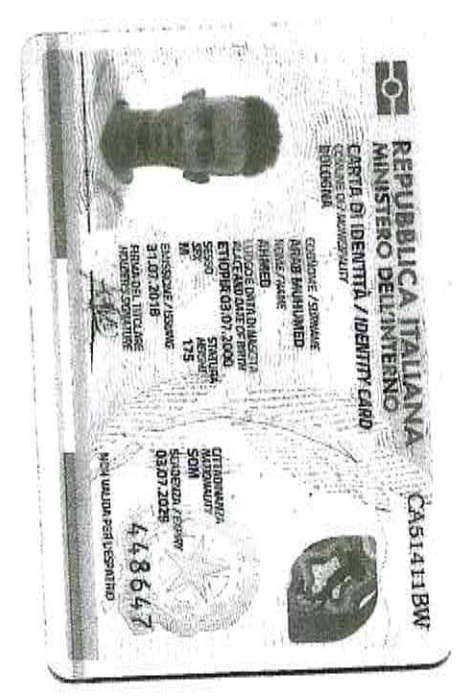 REPUBBLICA ITALIANA
MINISTERO DELL'INTERNO
CA51411BW
CARTA DI IDENTITÀ / IDENTITY CARD
COMUNE DI / MUNICIPALITY
BOLOGNA
COGNOME / SURNAME
ARAB MUHUMED
NOME / NAME
AHMED
LUOGO E DATA DI NASCITA
PLACE AND DATE OF BIRTH
ETIOPIA 03.07.2000
SESSO
SEX
M
STATURA
HEIGHT
175
CITTADINANZA
NATIONALITY
SOM
EMISSIONE / ISSUING
31.07.2018
SCADENZA / EXPIRY
03.07.2029
FIRMA DEL TITOLARE
HOLDER'S SIGNATURE
448647
NON VALIDA PER L'ESPATRIO